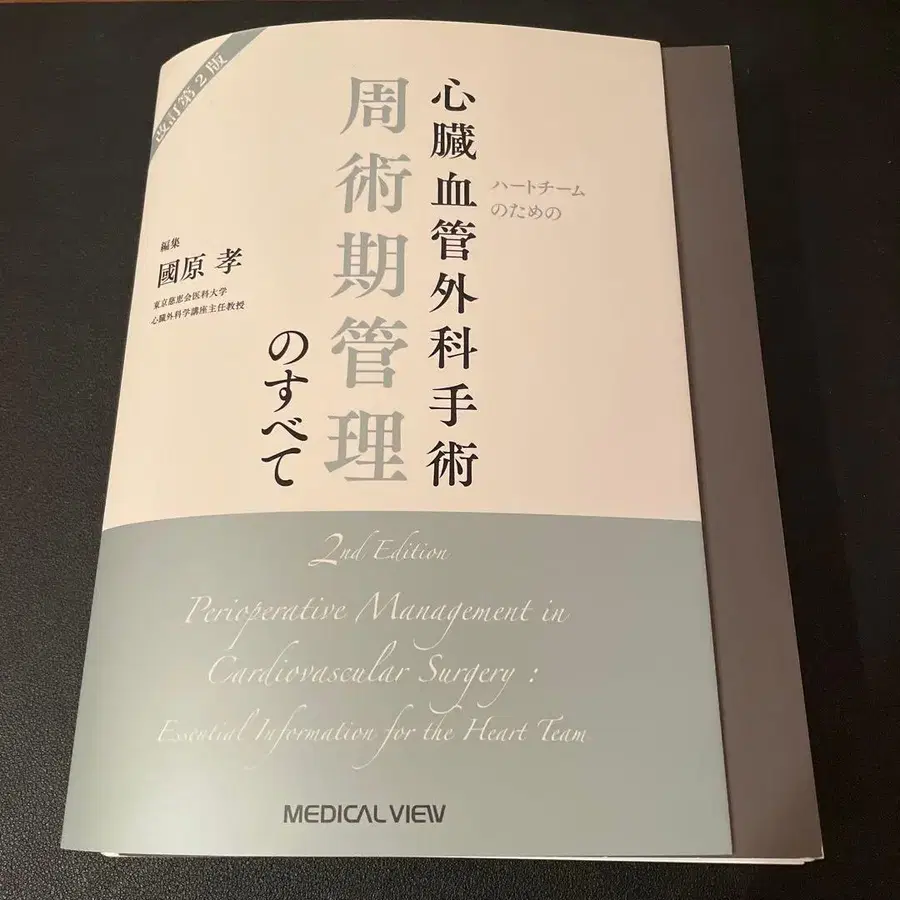 改訂第2版
ハートチーム
のための
心臓血管外科手術
周術期管理
のすべて
編集
國原 孝
東京慈恵会医科大学
心臓外科学講座主任教授
2nd Edition
Perioperative Management in
Cardiovascular Surgery :
Essential Information for the Heart Team
MEDICAL VIEW